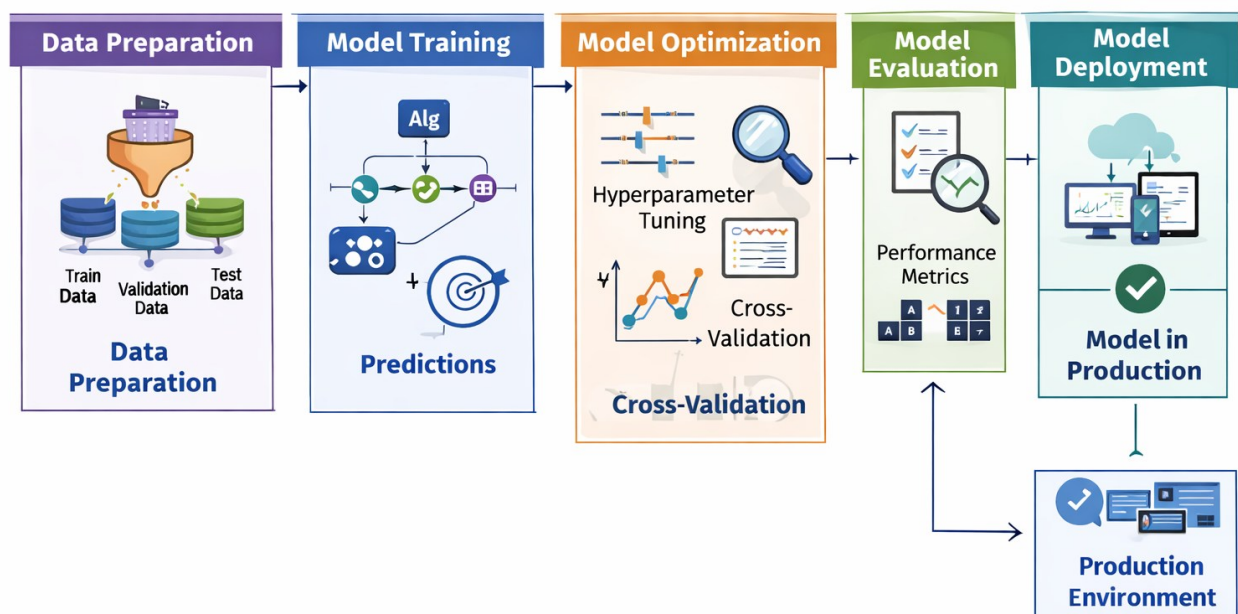 Data Preparation
Model Training
Model Optimization
Model
Evaluation
Model
Deployment
Train
Data
Validation
Data
Test
Data
Data
Preparation
Alg
Predictions
Hyperparameter
Tuning
Cross-
Validation
Cross-Validation
Performance
Metrics
A
A B
Model in
Production
Production
Environment